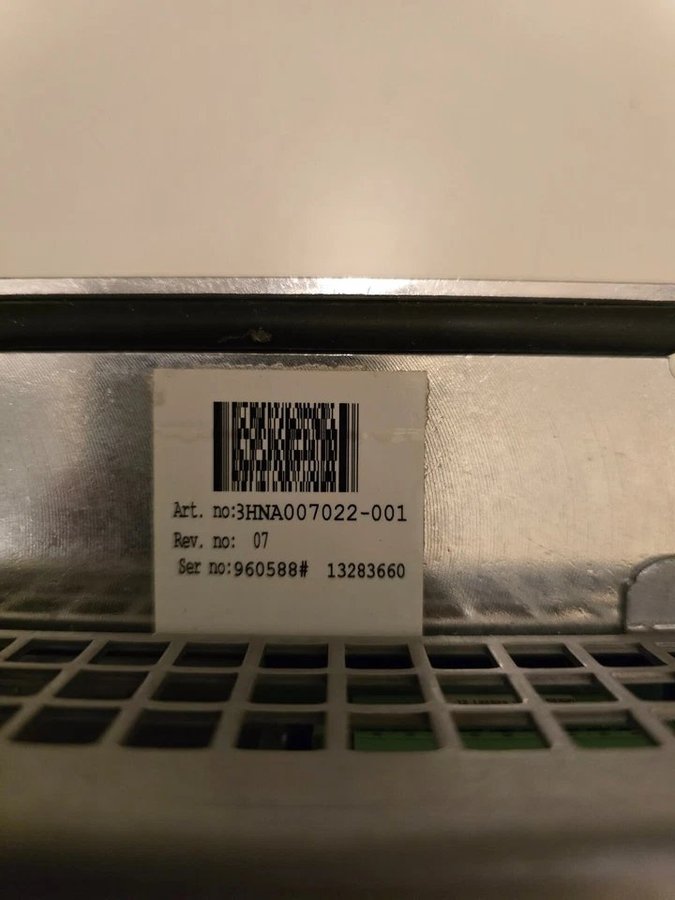 Art. no:3HNA007022-001
Rev. no: 07
Ser no:960588# 13283660